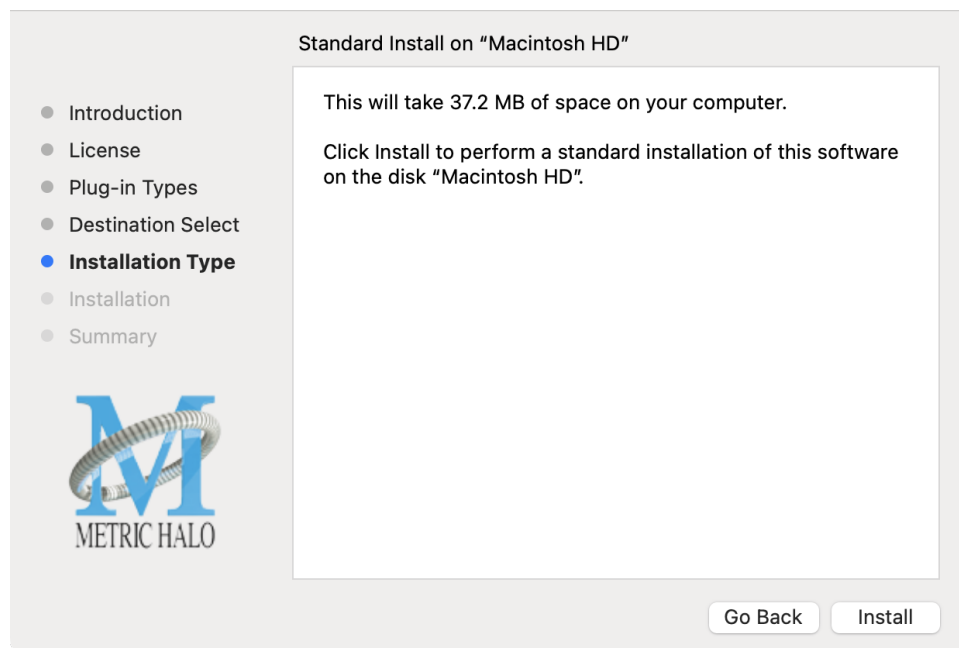 Standard Install on “Macintosh HD”
Introduction
License
Plug-in Types
Destination Select
Installation Type
Installation
Summary
This will take 37.2 MB of space on your computer.
Click Install to perform a standard installation of this software
on the disk “Macintosh HD”.
METRIC HALO
Go Back
Install